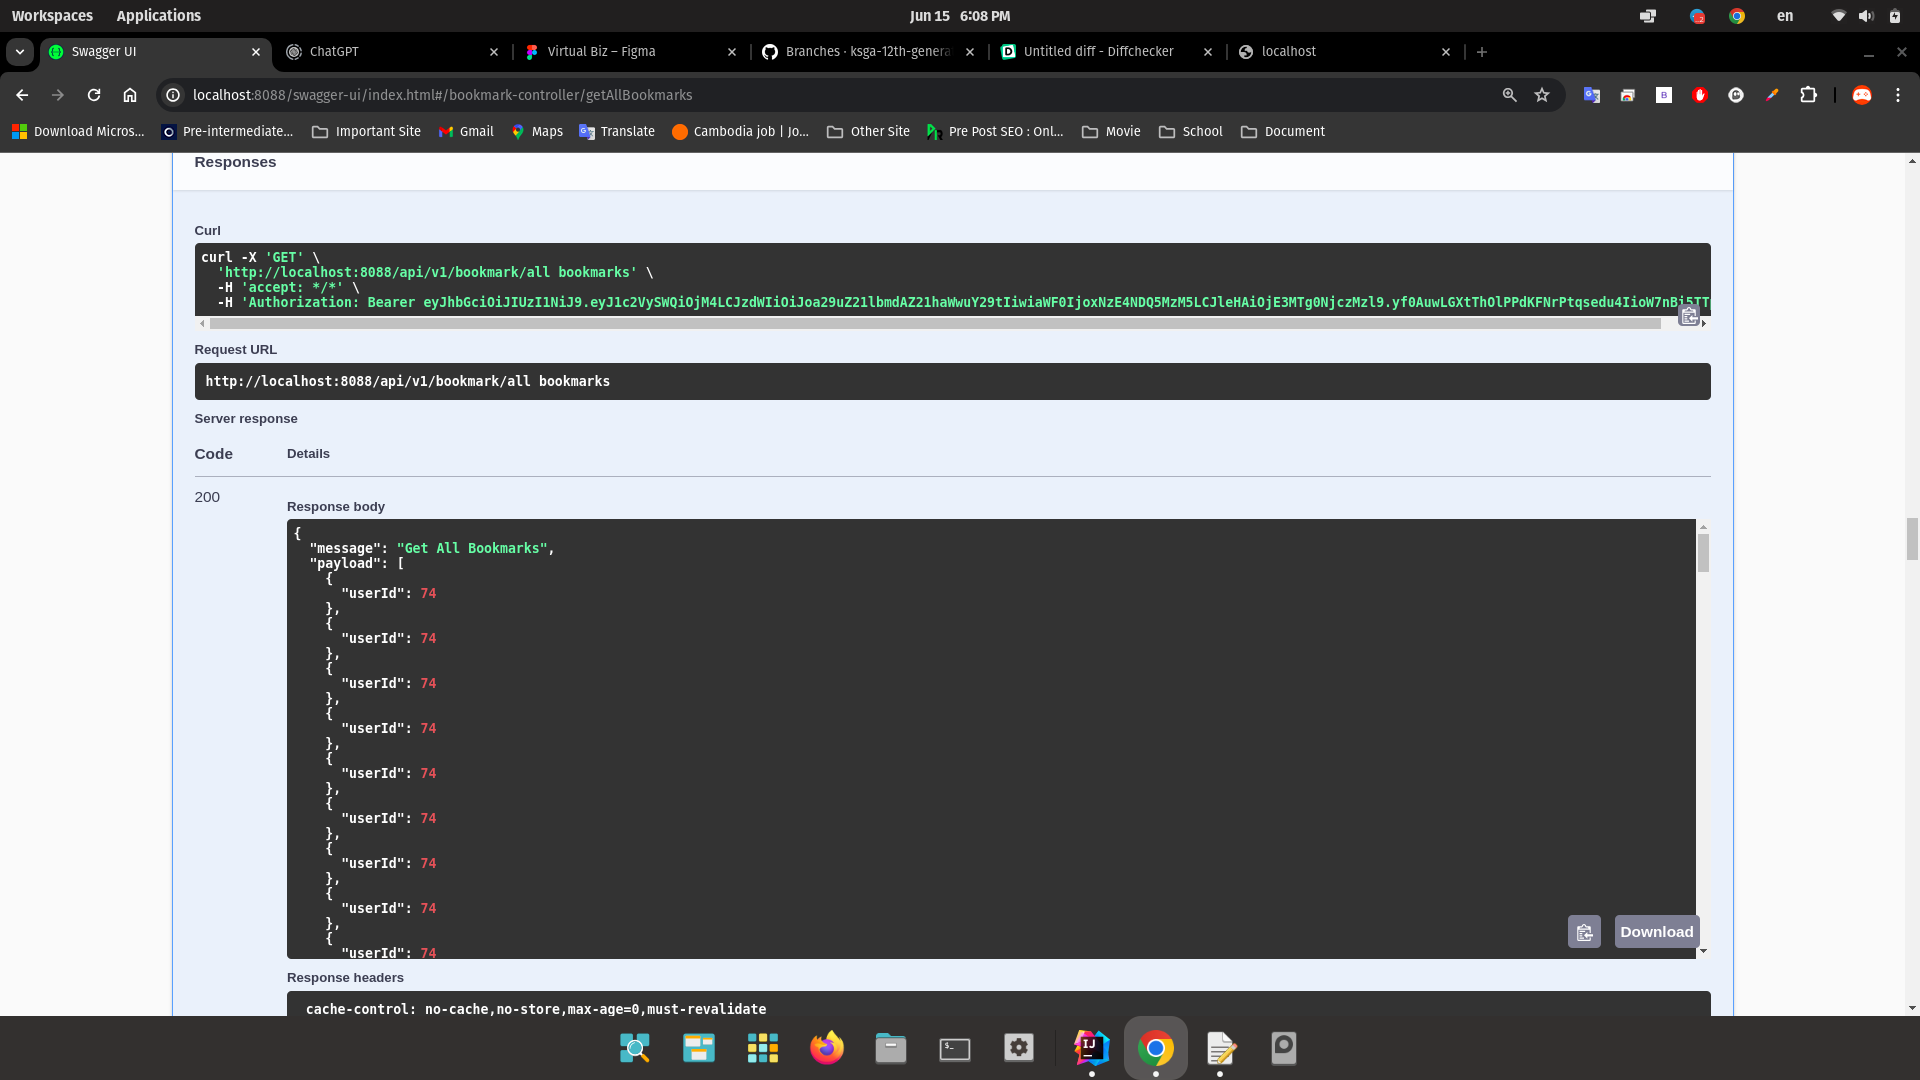 Workspaces Applications Jun 15 6:08 PM en
Swagger UI ChatGPT Virtual Biz – Figma Branches · ksga-12th-genera Untitled diff - Diffchecker localhost
localhost:8088/swagger-ui/index.html#/bookmark-controller/getAllBookmarks
Download Micros... Pre-intermediate... Important Site Gmail Maps Translate Cambodia job | Jo... Other Site Pre Post SEO : Onl... Movie School Document
Responses
Curl
curl -X 'GET' \
'http://localhost:8088/api/v1/bookmark/all bookmarks' \
-H 'accept: */*' \
-H 'Authorization: Bearer
Request URL
http://localhost:8088/api/v1/bookmark/all bookmarks
Server response
Code Details
200
Response body
{
"message": "Get All Bookmarks",
"payload": [
{
"userId": 74
},
{
"userId": 74
},
{
"userId": 74
},
{
"userId": 74
},
{
"userId": 74
},
{
"userId": 74
},
{
"userId": 74
},
{
"userId": 74
},
{
"userId": 74
Download
Response headers
cache-control: no-cache,no-store,max-age=0,must-revalidate